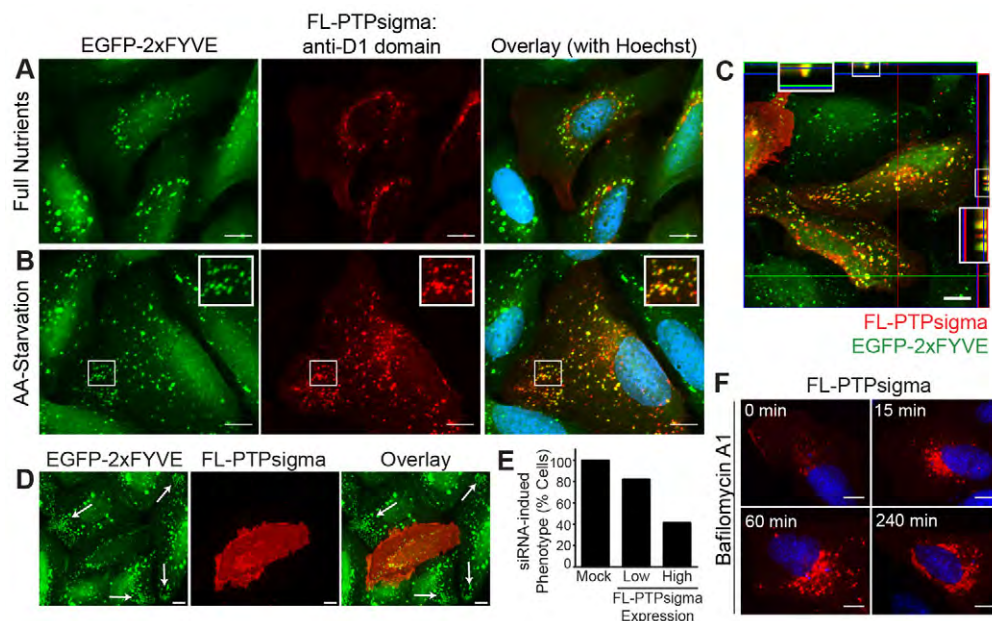 EGFP-2xFYVE
FL-PTPsigma:
anti-D1 domain
Overlay (with Hoechst)
A
Full Nutrients
B
AA-Starvation
C
FL-PTPsigma
EGFP-2xFYVE
D
EGFP-2xFYVE
FL-PTPsigma
Overlay
E
siRNA-indued
Phenotype (% Cells)
100
80
60
40
20
0
Mock
Low
High
FL-PTPsigma
Expression
F
FL-PTPsigma
Bafilomycin A1
0 min
15 min
60 min
240 min